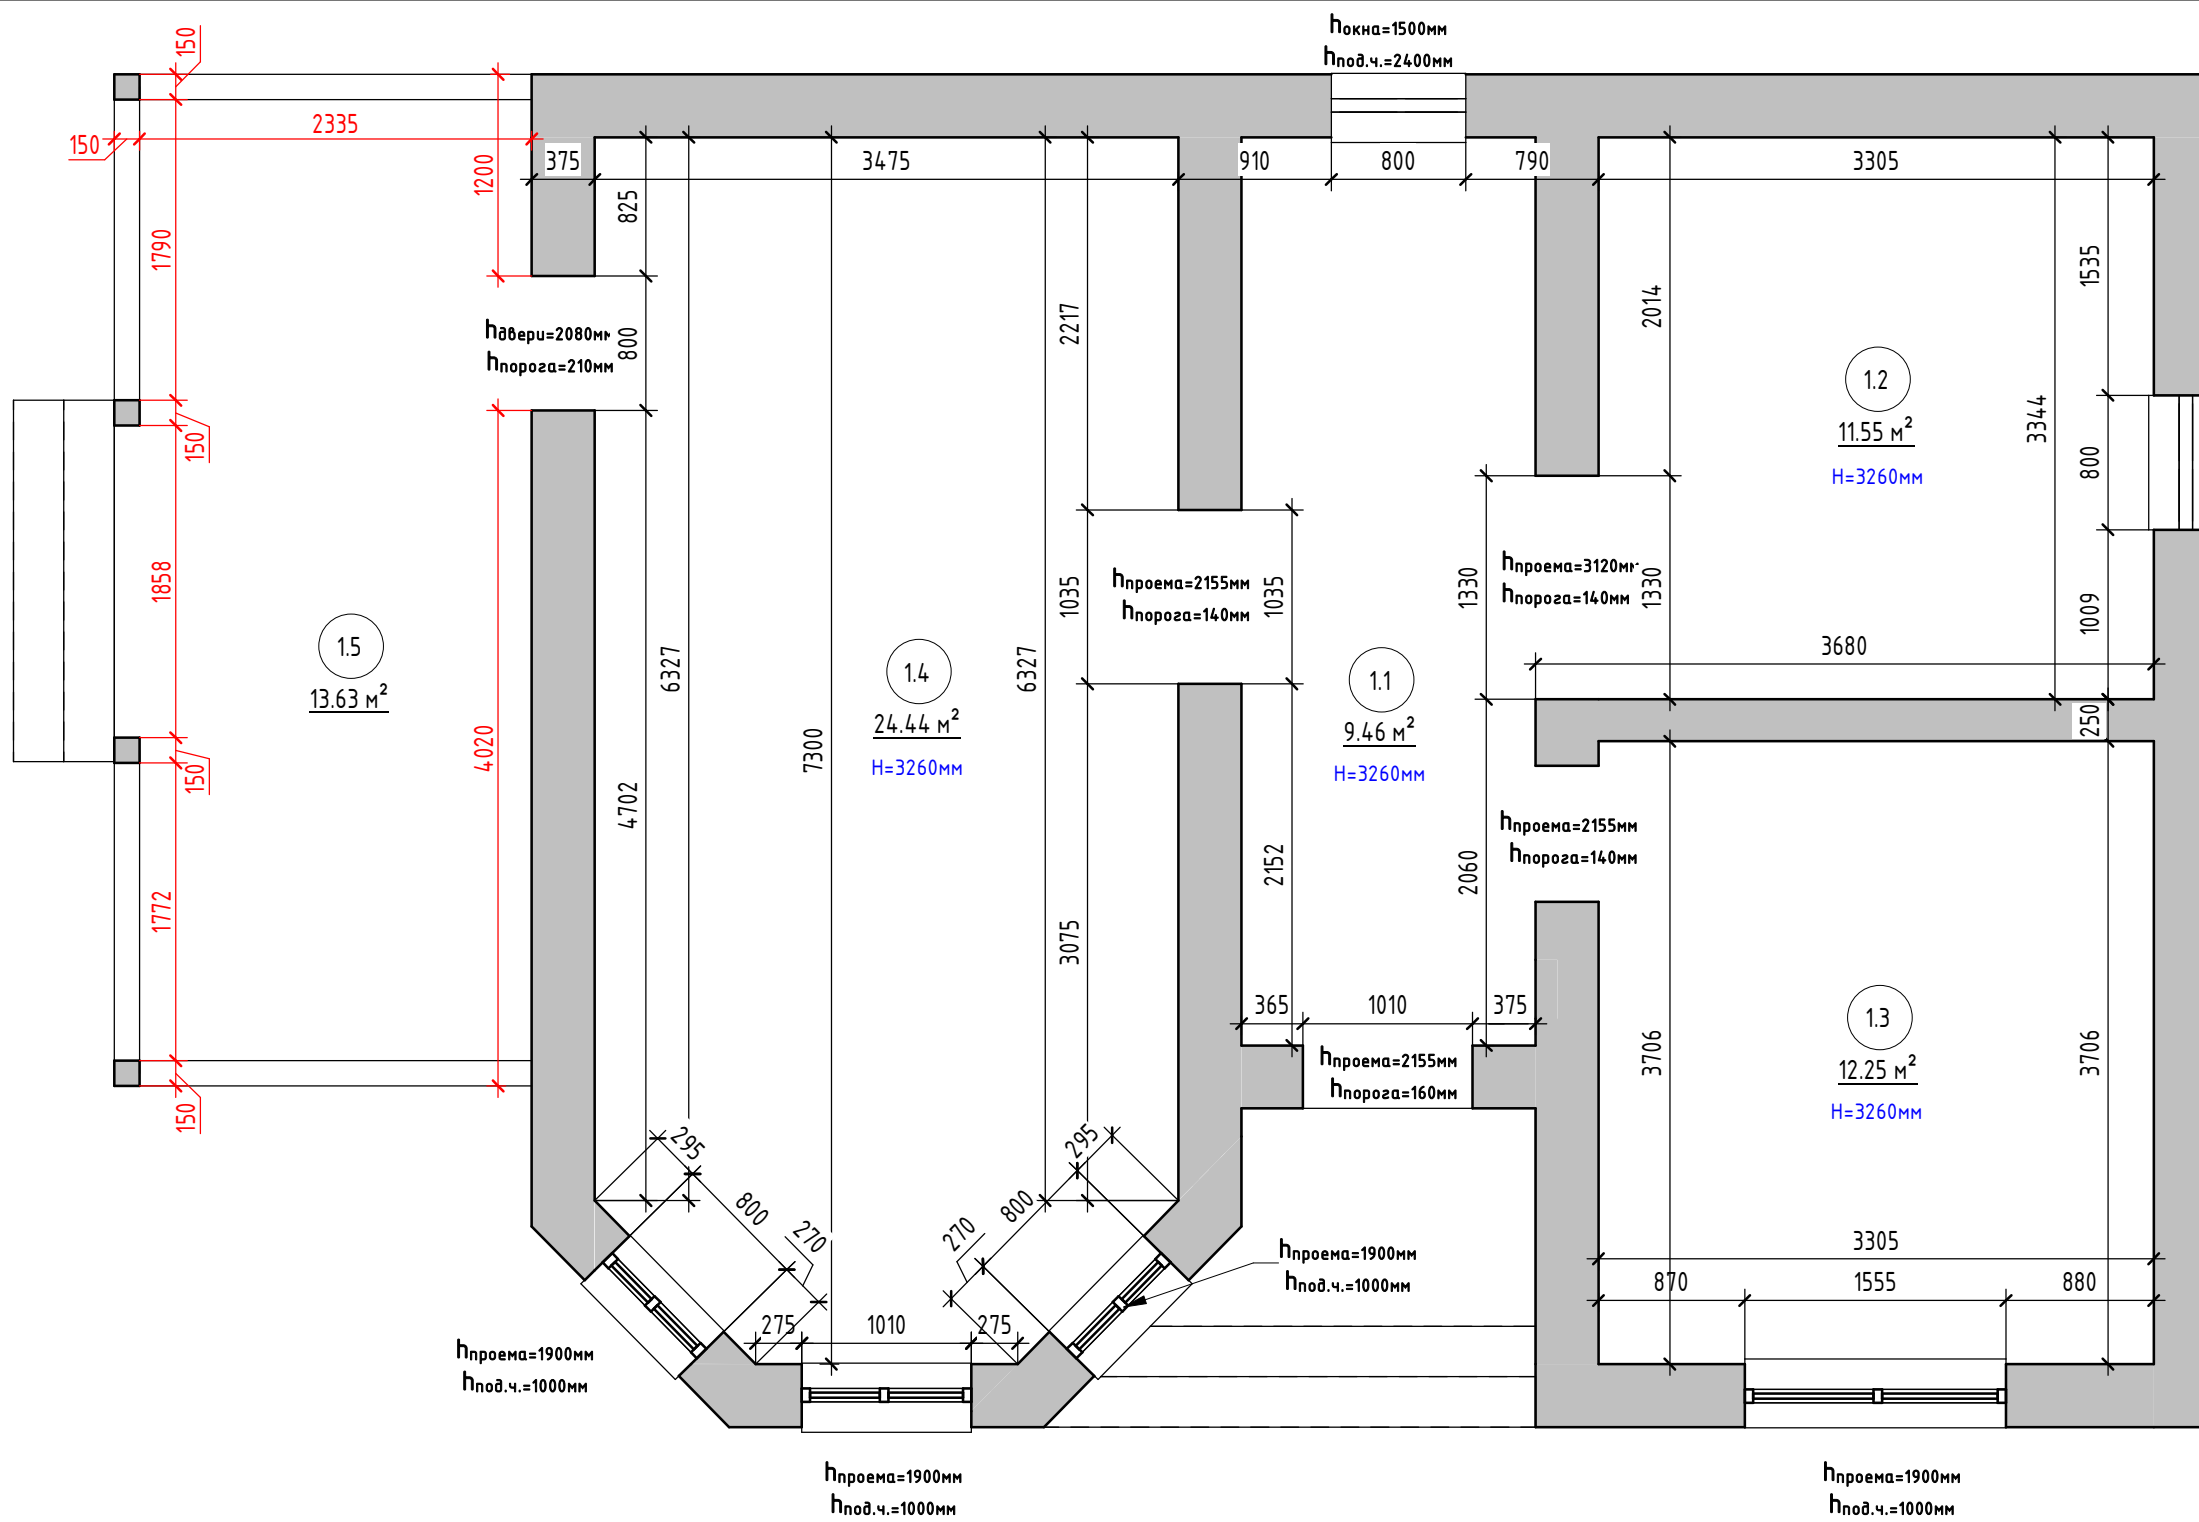 hокна=1500мм
hпод.ч.=2400мм
150
2335
150
1200
375
3475
910
800
790
3305
825
1790
1535
2217
2014
hдвери=2080мм
hпорога=210мм
800
1.2
11.55 м²
H=3260мм
3344
800
150
1858
1035
hпроема=2155мм
hпорога=140мм
1035
1330
hпроема=3120мм
hпорога=140мм
1330
1009
3680
1.5
13.63 м²
6327
1.4
24.44 м²
H=3260мм
6327
1.1
9.46 м²
H=3260мм
250
4020
7300
150
4702
hпроема=2155мм
hпорога=140мм
2152
2060
1772
3075
365
1010
375
1.3
12.25 м²
H=3260мм
3706
3706
hпроема=2155мм
hпорога=160мм
150
295
295
800
800
270
270
hпроема=1900мм
hпод.ч.=1000мм
3305
870
1555
880
275
1010
275
hпроема=1900мм
hпод.ч.=1000мм
hпроема=1900мм
hпод.ч.=1000мм
hпроема=1900мм
hпод.ч.=1000мм